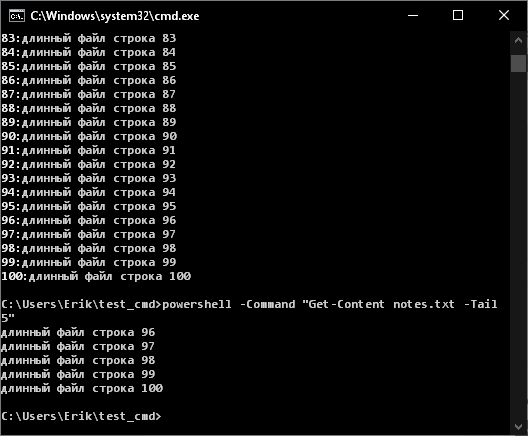 C:\Windows\system32\cmd.exe
83:длинный файл строка 83
84:длинный файл строка 84
85:длинный файл строка 85
86:длинный файл строка 86
87:длинный файл строка 87
88:длинный файл строка 88
89:длинный файл строка 89
90:длинный файл строка 90
91:длинный файл строка 91
92:длинный файл строка 92
93:длинный файл строка 93
94:длинный файл строка 94
95:длинный файл строка 95
96:длинный файл строка 96
97:длинный файл строка 97
98:длинный файл строка 98
99:длинный файл строка 99
100:длинный файл строка 100
C:\Users\Erik\test_cmd>powershell -Command "Get-Content notes.txt -Tail
5"
длинный файл строка 96
длинный файл строка 97
длинный файл строка 98
длинный файл строка 99
длинный файл строка 100
C:\Users\Erik\test_cmd>